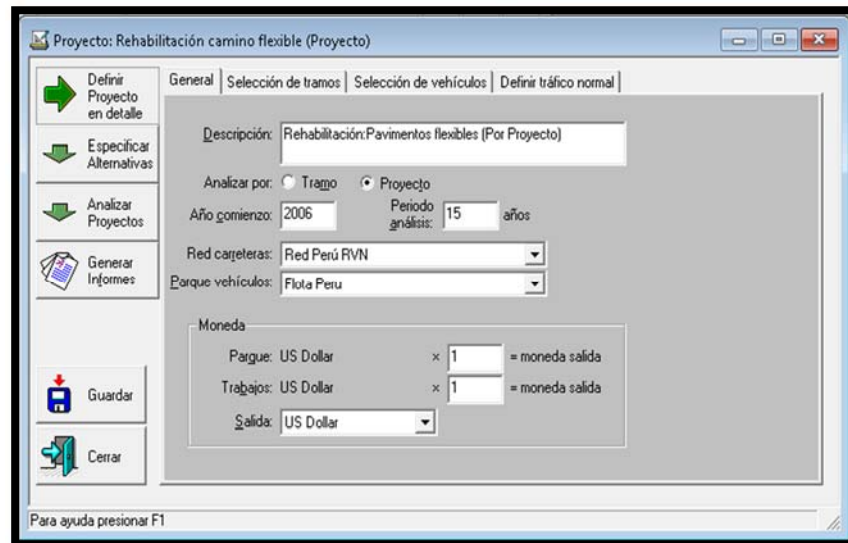 Proyecto: Rehabilitación camino flexible (Proyecto)
Definir
Proyecto
en detalle
Especificar
Alternativas
Analizar
Proyectos
Generar
Informes
Guardar
Cerrar
General
Selección de tramos
Selección de vehículos
Definir tráfico normal
Descripción: Rehabilitación:Pavimentos flexibles (Por Proyecto)
Analizar por: Tramo Proyecto
Año comienzo: 2006 Periodo análisis: 15 años
Red carreteras: Red Perú RVN
Parque vehículos: Flota Peru
Moneda
Pargue: US Dollar × 1 = moneda salida
Trabajos: US Dollar × 1 = moneda salida
Salida: US Dollar
Para ayuda presionar F1